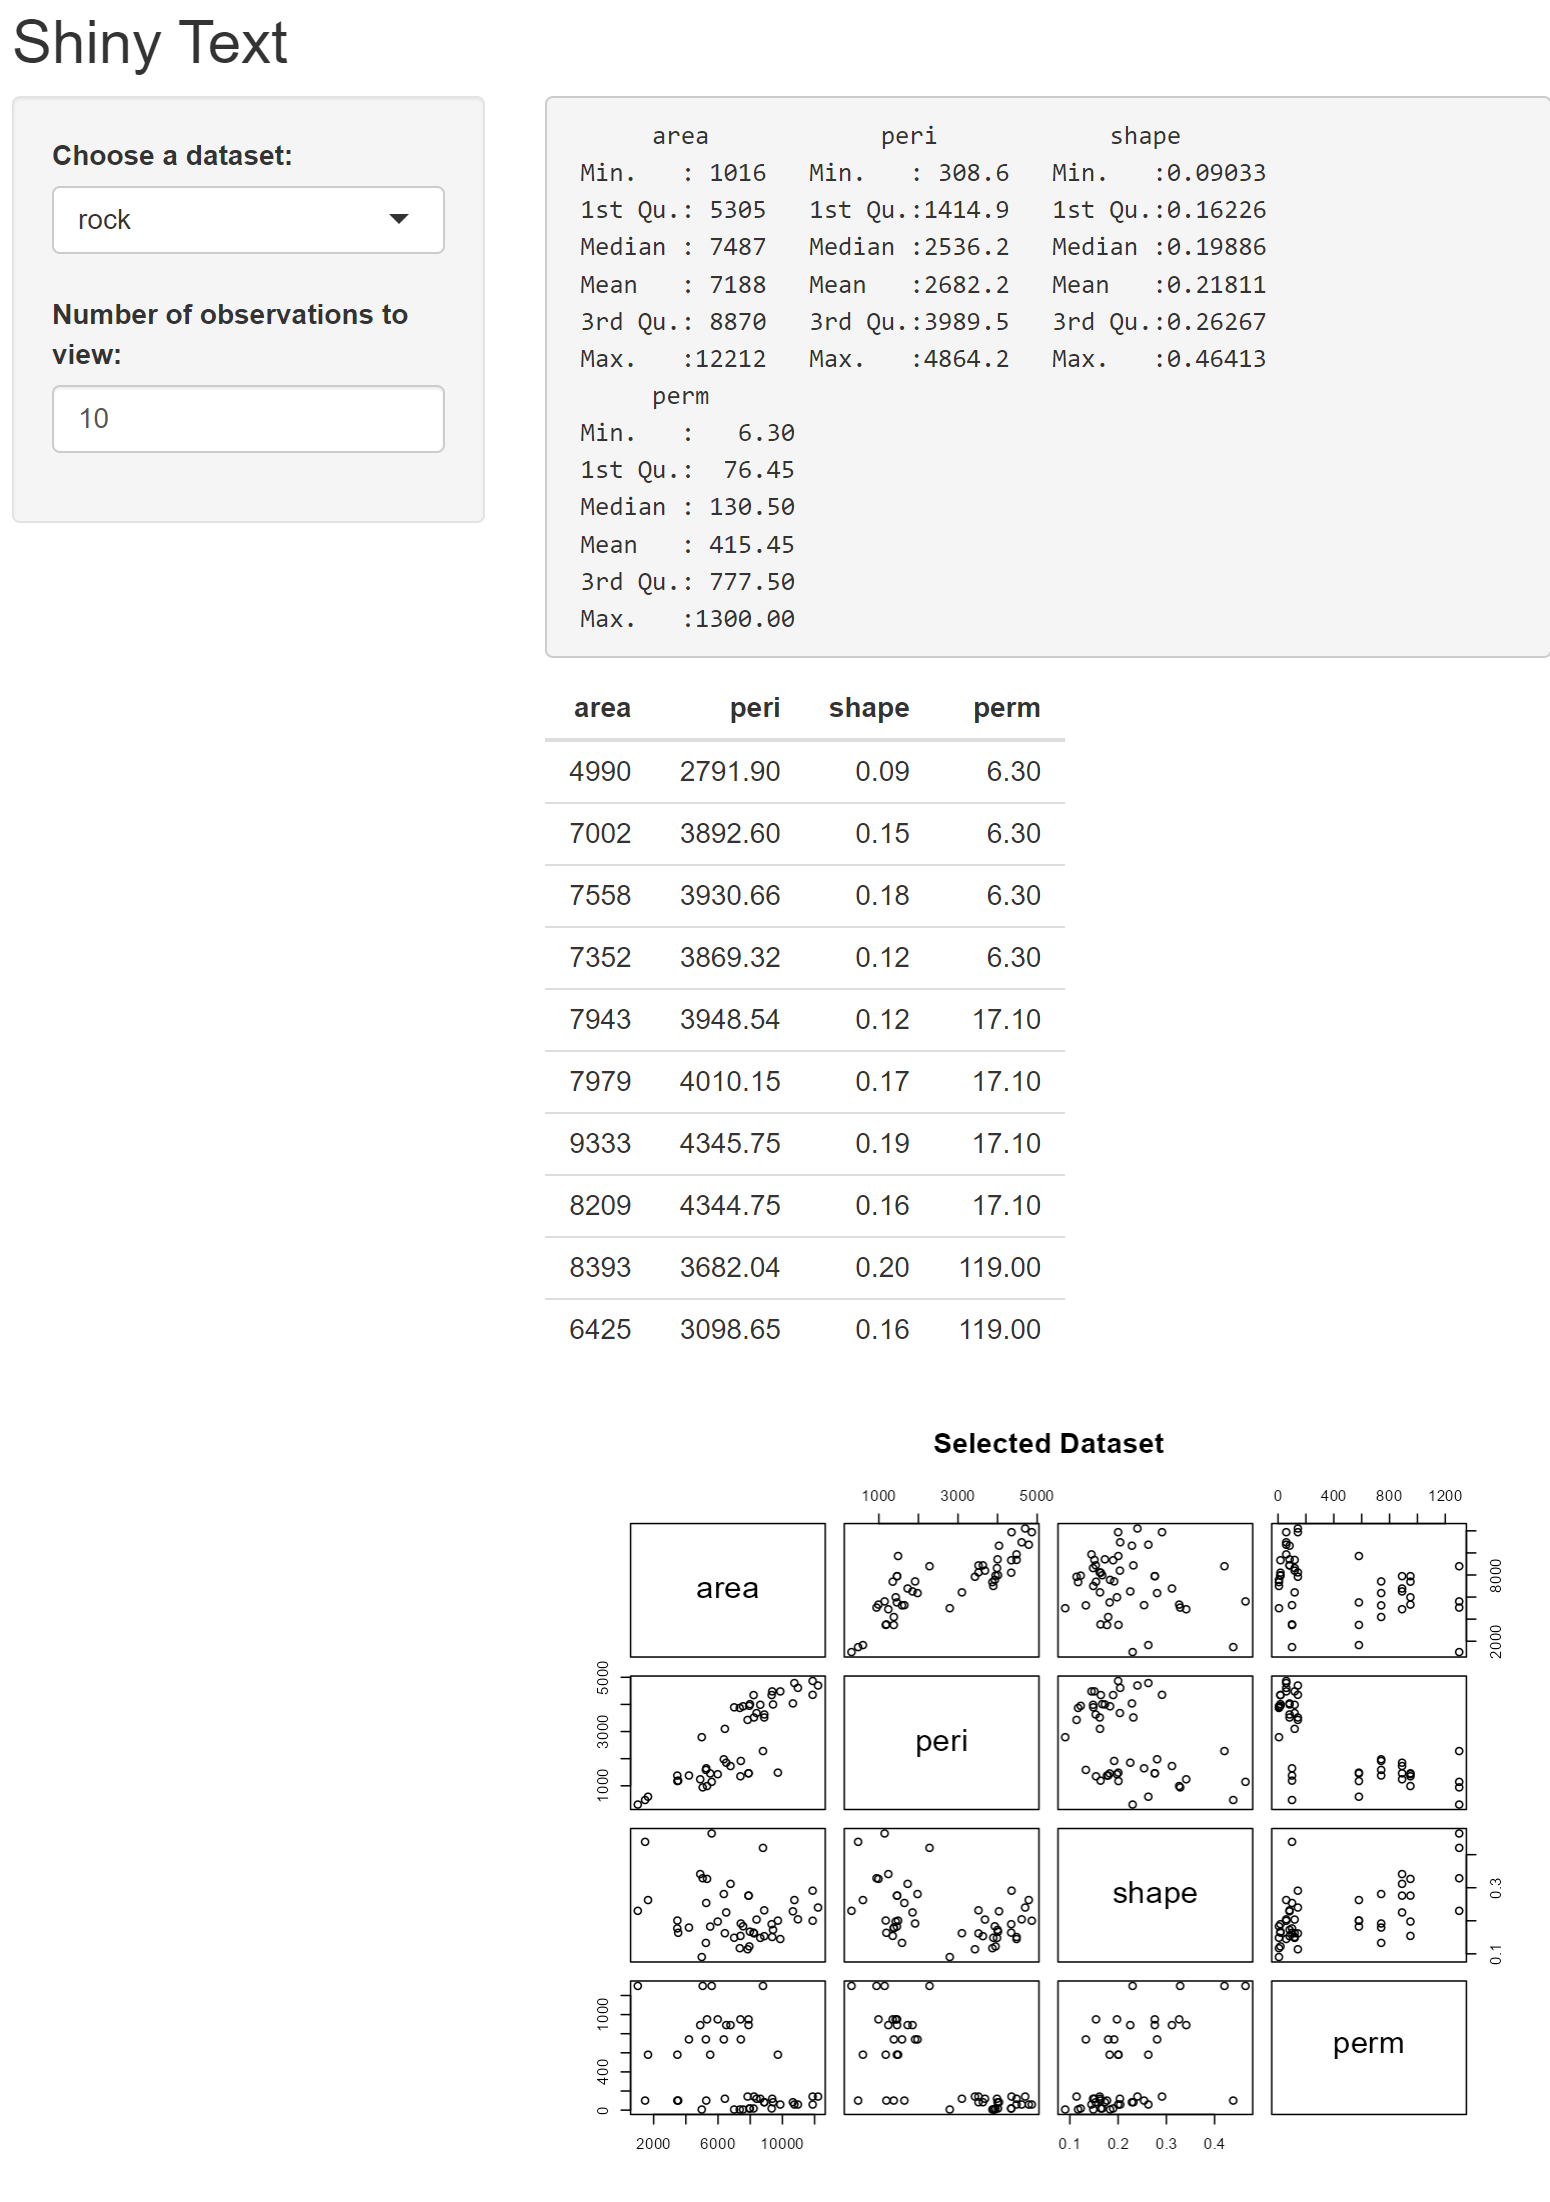 Shiny Text
Choose a dataset:
rock
Number of observations to
view:
10
area peri shape
Min. : 1016 Min. : 308.6 Min. :0.09033
1st Qu.: 5305 1st Qu.:1414.9 1st Qu.:0.16226
Median : 7487 Median :2536.2 Median :0.19886
Mean : 7188 Mean :2682.2 Mean :0.21811
3rd Qu.: 8870 3rd Qu.:3989.5 3rd Qu.:0.26267
Max. :12212 Max. :4864.2 Max. :0.46413
perm
Min. : 6.30
1st Qu.: 76.45
Median : 130.50
Mean : 415.45
3rd Qu.: 777.50
Max. :1300.00
area peri shape perm
4990 2791.90 0.09 6.30
7002 3892.60 0.15 6.30
7558 3930.66 0.18 6.30
7352 3869.32 0.12 6.30
7943 3948.54 0.12 17.10
7979 4010.15 0.17 17.10
9333 4345.75 0.19 17.10
8209 4344.75 0.16 17.10
8393 3682.04 0.20 119.00
6425 3098.65 0.16 119.00
Selected Dataset
1000 3000 5000 0 400 800 1200
area
8000
2000
5000
3000
1000
peri
shape
0.3
0.1
1000
400
0
perm
2000 6000 10000 0.1 0.2 0.3 0.4